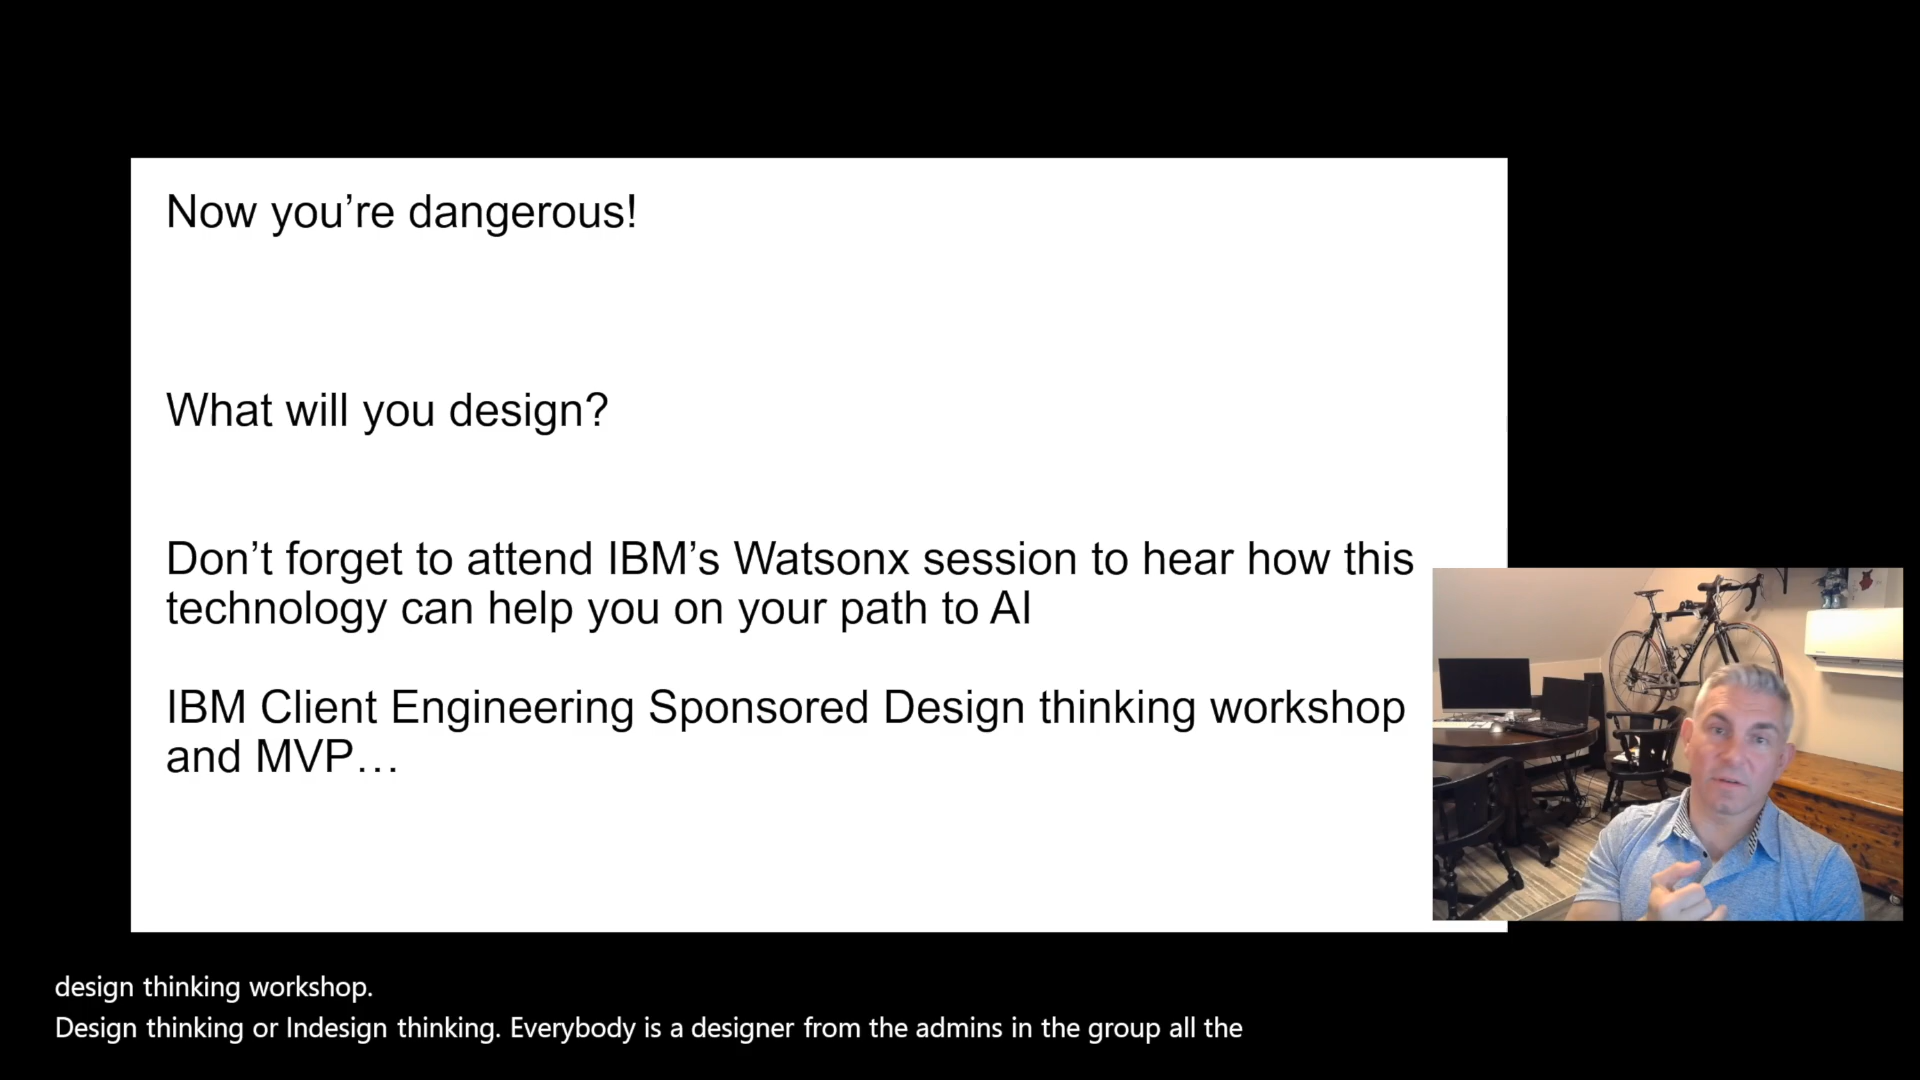 Now you’re dangerous!
What will you design?
Don’t forget to attend IBM’s Watsonx session to hear how this
technology can help you on your path to AI
IBM Client Engineering Sponsored Design thinking workshop
and MVP…
design thinking workshop.
Design thinking or Indesign thinking. Everybody is a designer from the admins in the group all the